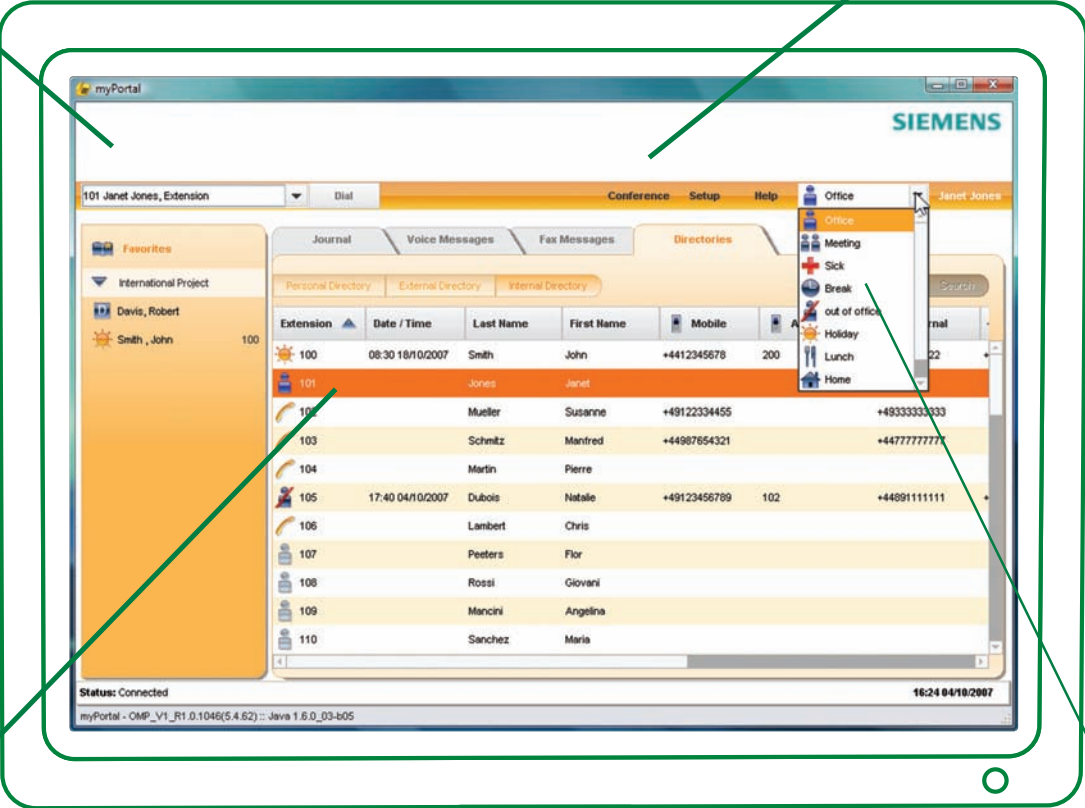 myPortal
SIEMENS
101 Janet Jones, Extension Dial Conference Setup Help Office Janet Jones
Office
Meeting
Sick
Break
out of office
Holiday
Lunch
Home
Favorites
International Project
Davis, Robert
Smith , John 100
Journal Voice Messages Fax Messages Directories
Personal Directory External Directory Internal Directory Search
Extension Date / Time Last Name First Name Mobile
100 08:30 18/10/2007 Smith John +4412345678 200
101 Jones Janet
102 Mueller Susanne +49122334455 +49333333333
103 Schmitz Manfred +44987654321 +44777777777
104 Martin Pierre
105 17:40 04/10/2007 Dubois Natalie +49123456789 102 +44891111111
106 Lambert Chris
107 Peeters Flor
108 Rossi Giovani
109 Mancini Angelina
110 Sanchez Maria
Status: Connected 16:24 04/10/2007
myPortal - OMP_V1_R1.0.1046(5.4.62) :: Java 1.6.0_03-b05